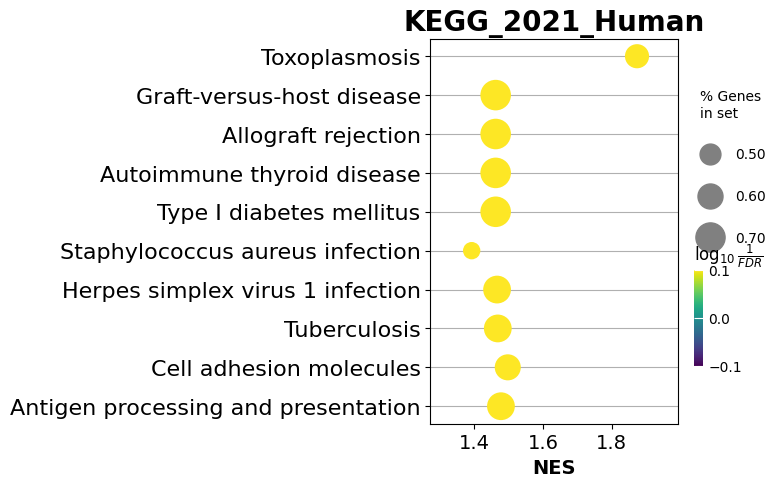 KEGG_2021_Human
Toxoplasmosis
Graft-versus-host disease
Allograft rejection
Autoimmune thyroid disease
Type I diabetes mellitus
Staphylococcus aureus infection
Herpes simplex virus 1 infection
Tuberculosis
Cell adhesion molecules
Antigen processing and presentation
1.4 1.6 1.8
NES
% Genes
in set
0.50
0.60
0.70
log₁₀ 1/FDR
0.1
0.0
−0.1